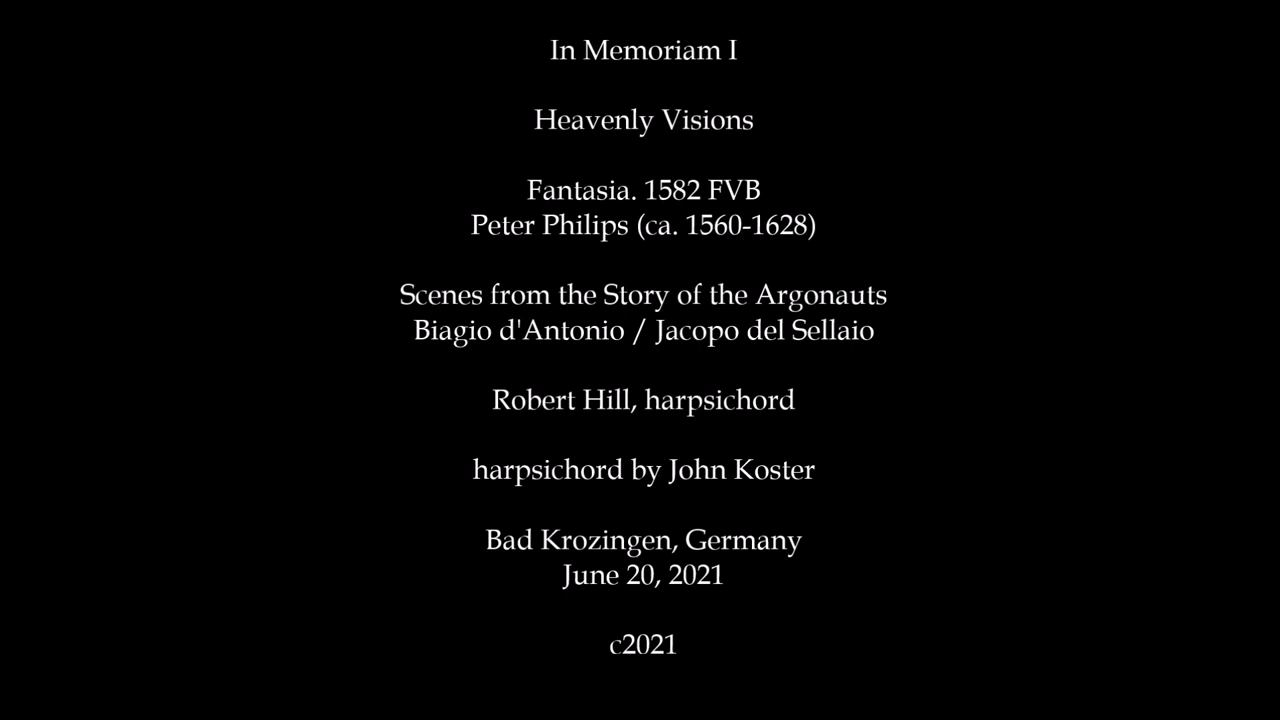 In Memoriam I
Heavenly Visions
Fantasia. 1582 FVB
Peter Philips (ca. 1560-1628)
Scenes from the Story of the Argonauts
Biagio d'Antonio / Jacopo del Sellaio
Robert Hill, harpsichord
harpsichord by John Koster
Bad Krozingen, Germany
June 20, 2021
c2021